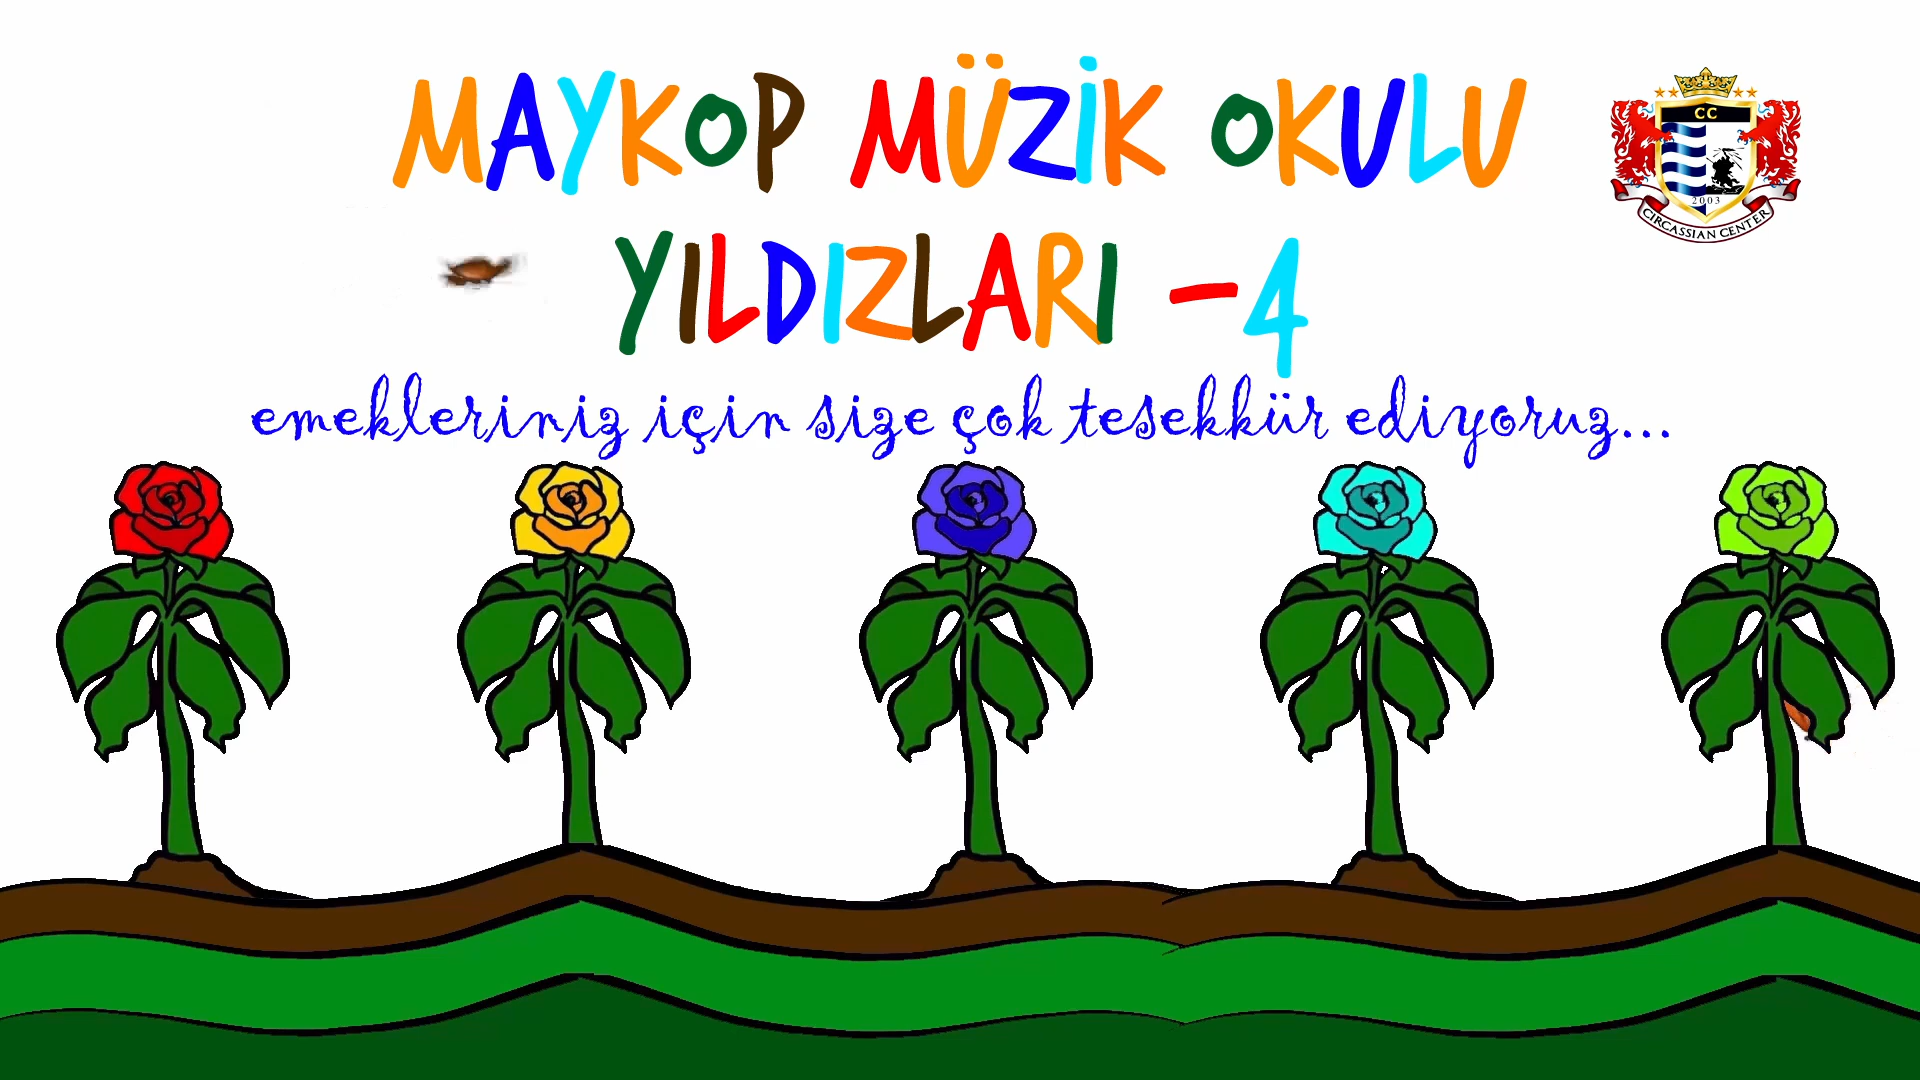 MAYKOP MÜZİK OKULU
CC
2003
CIRCASSIAN CENTER
YILDIZLARI -4
emekleriniz için size çok tesekkür ediyoruz...